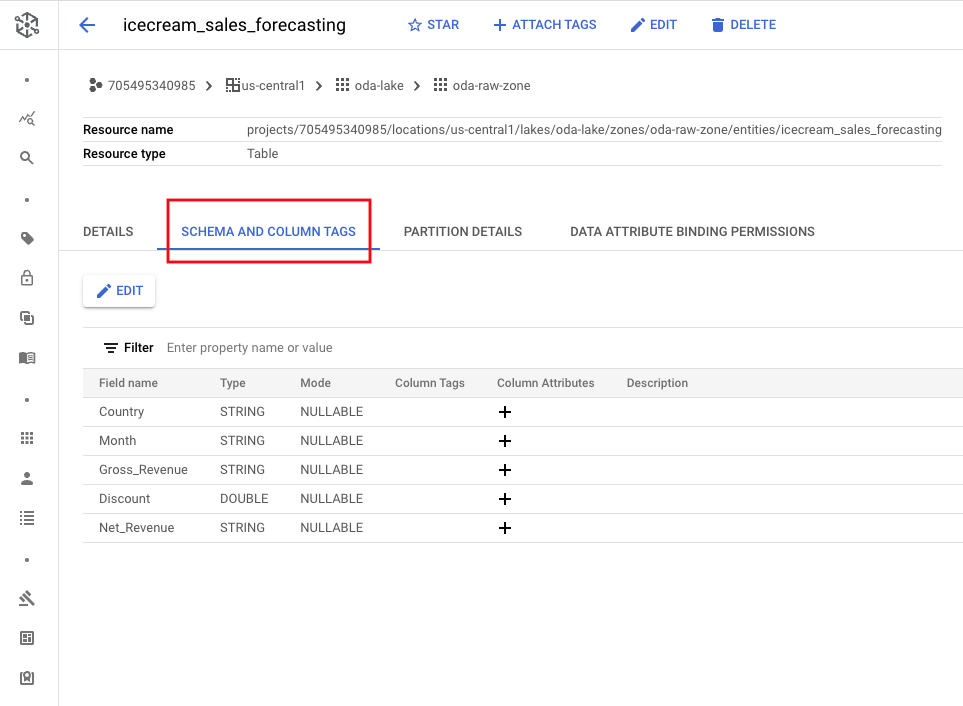 icecream_sales_forecasting STAR ATTACH TAGS EDIT DELETE
705495340985 us-central1 oda-lake oda-raw-zone
Resource name projects/705495340985/locations/us-central1/lakes/oda-lake/zones/oda-raw-zone/entities/icecream_sales_forecasting
Resource type Table
DETAILS SCHEMA AND COLUMN TAGS PARTITION DETAILS DATA ATTRIBUTE BINDING PERMISSIONS
EDIT
Filter Enter property name or value
Field name Type Mode Column Tags Column Attributes Description
Country STRING NULLABLE
Month STRING NULLABLE
Gross_Revenue STRING NULLABLE
Discount DOUBLE NULLABLE
Net_Revenue STRING NULLABLE